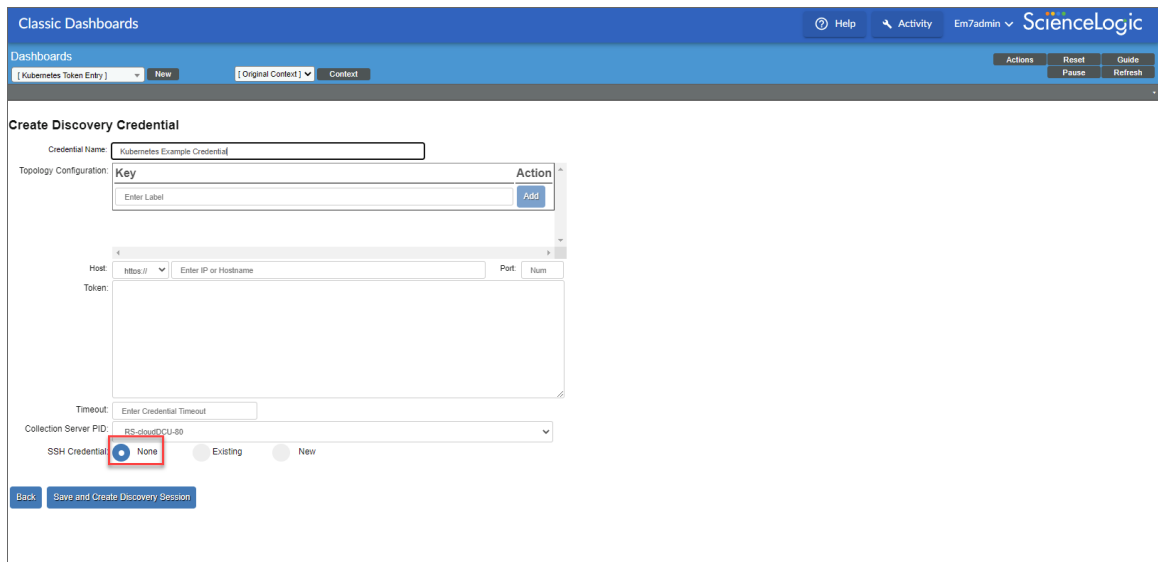 Classic Dashboards
Help
Activity
Em7admin
ScienceLogic
Dashboards
[ Kubernetes Token Entry ]
New
[ Original Context ]
Context
Actions
Reset
Guide
Pause
Refresh
Create Discovery Credential
Credential Name: Kubernetes Example Credential
Topology Configuration:
Key Action
Enter Label Add
Host: https:// Enter IP or Hostname Port: Num
Token:
Timeout: Enter Credential Timeout
Collection Server PID: RS-cloudDCU-80
SSH Credential: None Existing New
Back Save and Create Discovery Session